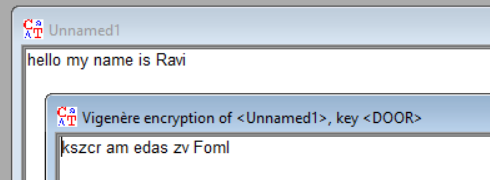 Unnamed1
hello my name is Ravi
Vigenère encryption of <Unnamed1>, key <DOOR>
kszcr am edas zv Foml